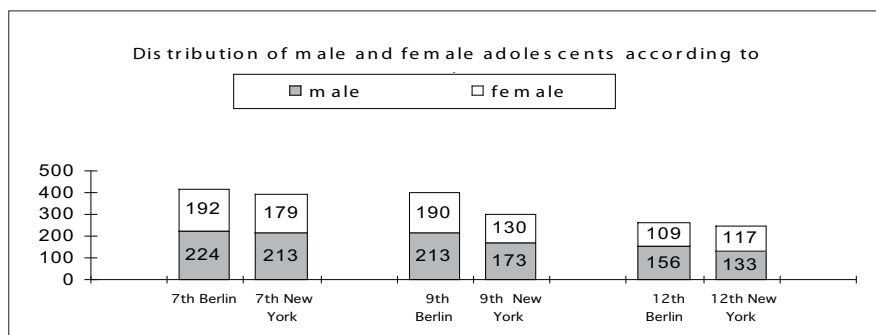 Distribution of male and female adolescents according to
male female
500
400
300
200
100
0
192 179 190 130 109 117
224 213 213 173 156 133
7th Berlin 7th New York 9th Berlin 9th New York 12th Berlin 12th New York